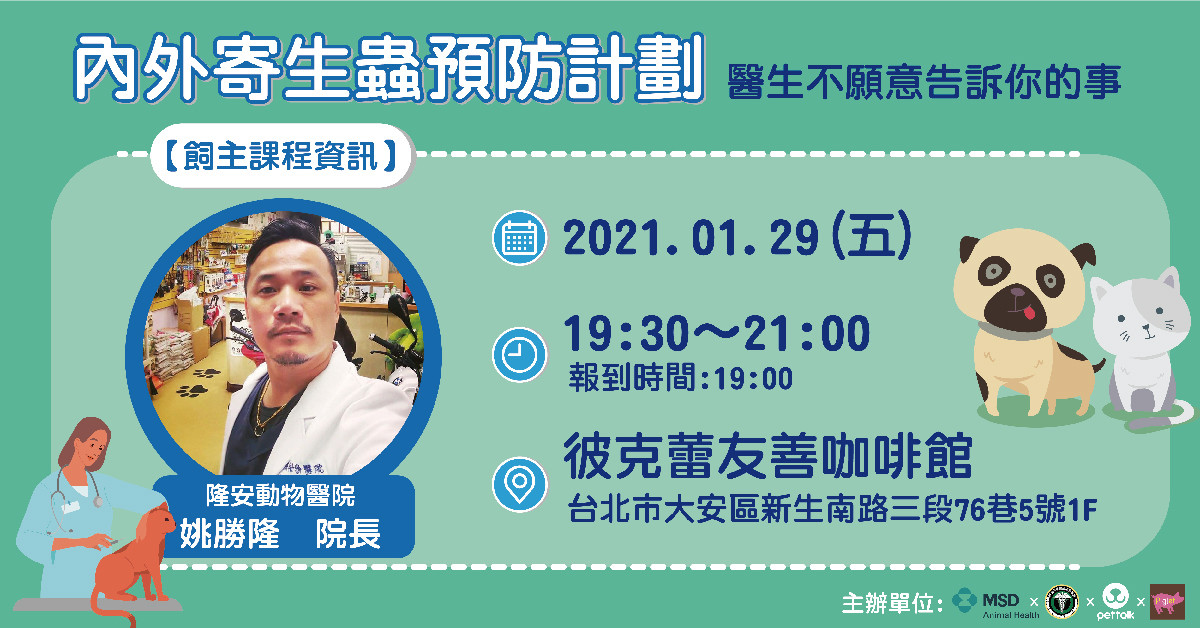 內外寄生蟲預防計劃 醫生不願意告訴你的事
【飼主課程資訊】
2021.01.29(五)
19:30～21:00
報到時間:19:00
彼克蕾友善咖啡館
台北市大安區新生南路三段76巷5號1F
隆安動物醫院
姚勝隆 院長
主辦單位: MSD × × pettalk × Piglet
Animal Health